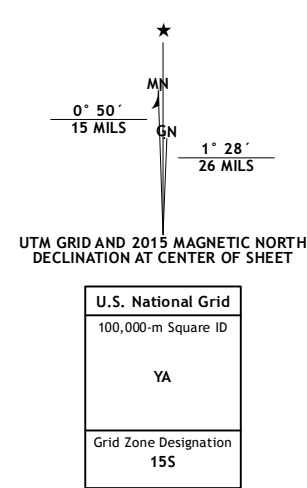 ★
MN
0° 50´
15 MILS
GN
1° 28´
26 MILS
UTM GRID AND 2015 MAGNETIC NORTH
DECLINATION AT CENTER OF SHEET
U.S. National Grid
100,000-m Square ID
YA
Grid Zone Designation
15S